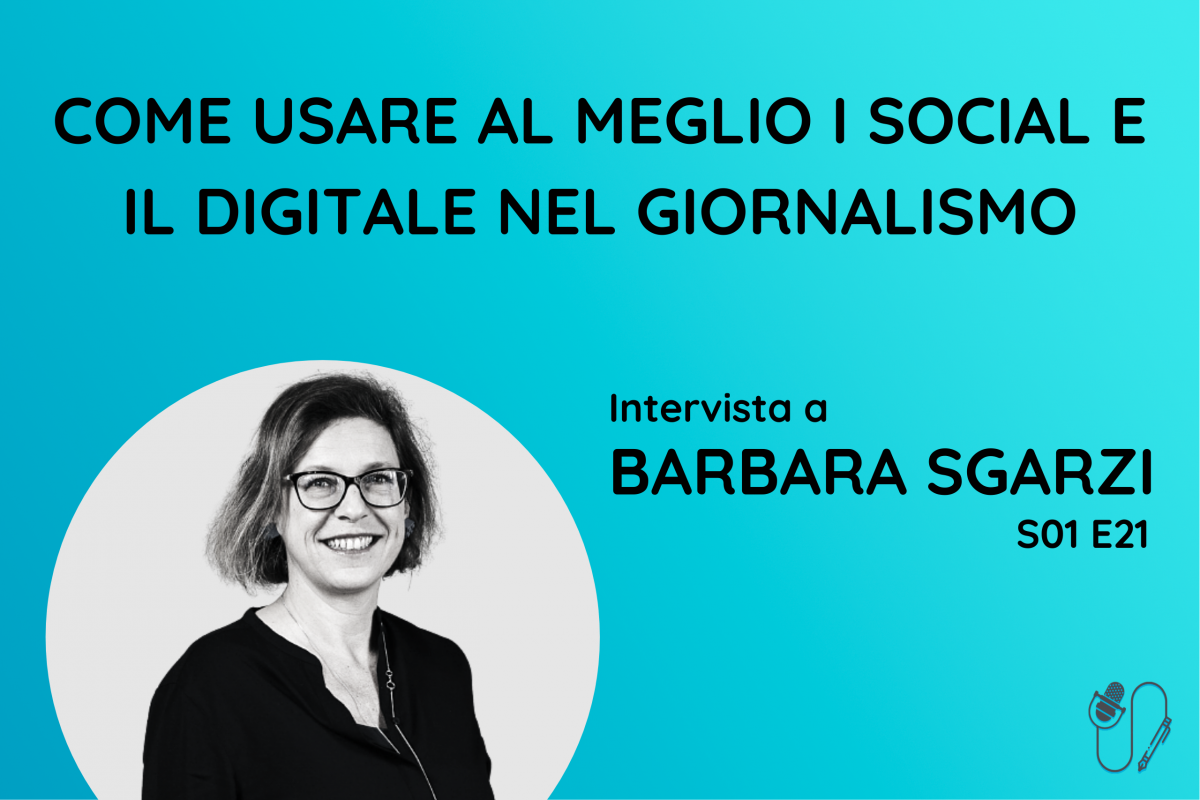 COME USARE AL MEGLIO I SOCIAL E
IL DIGITALE NEL GIORNALISMO
Intervista a
BARBARA SGARZI
S01 E21